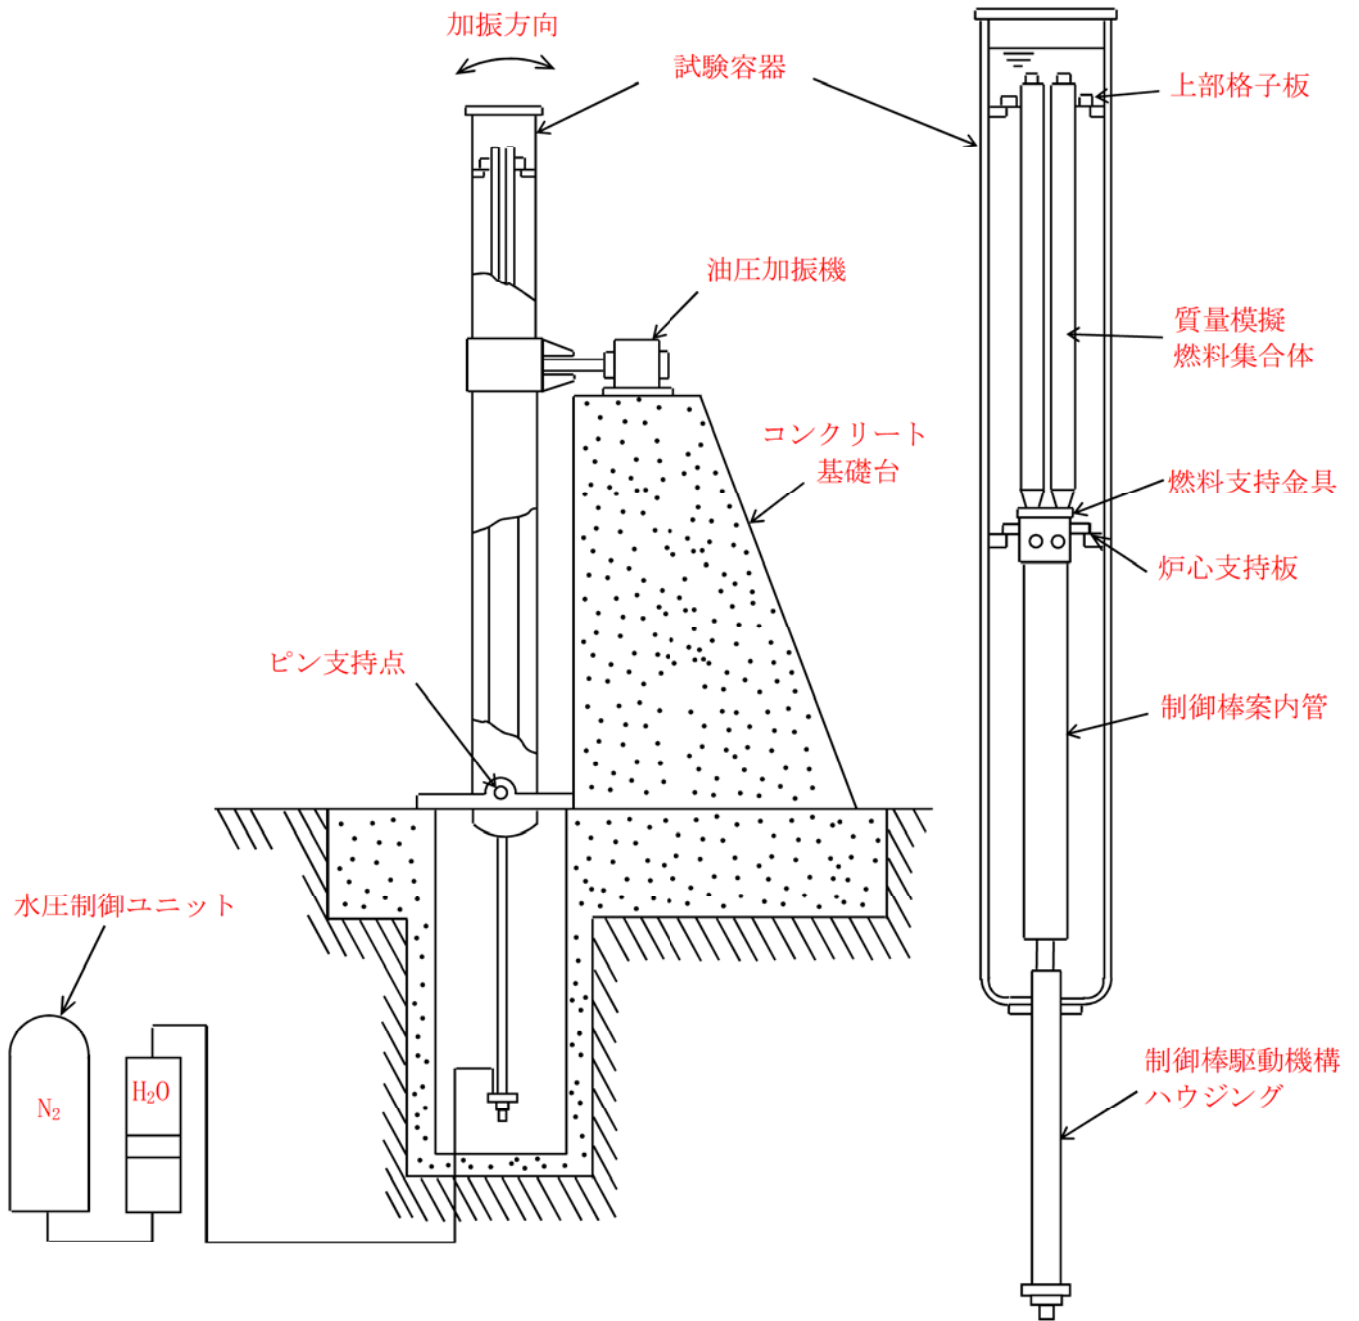 加振方向
試験容器
上部格子板
油圧加振機
質量模擬
燃料集合体
コンクリート
基礎台
燃料支持金具
炉心支持板
ピン支持点
制御棒案内管
水圧制御ユニット
制御棒駆動機構
ハウジング
N₂
H₂O